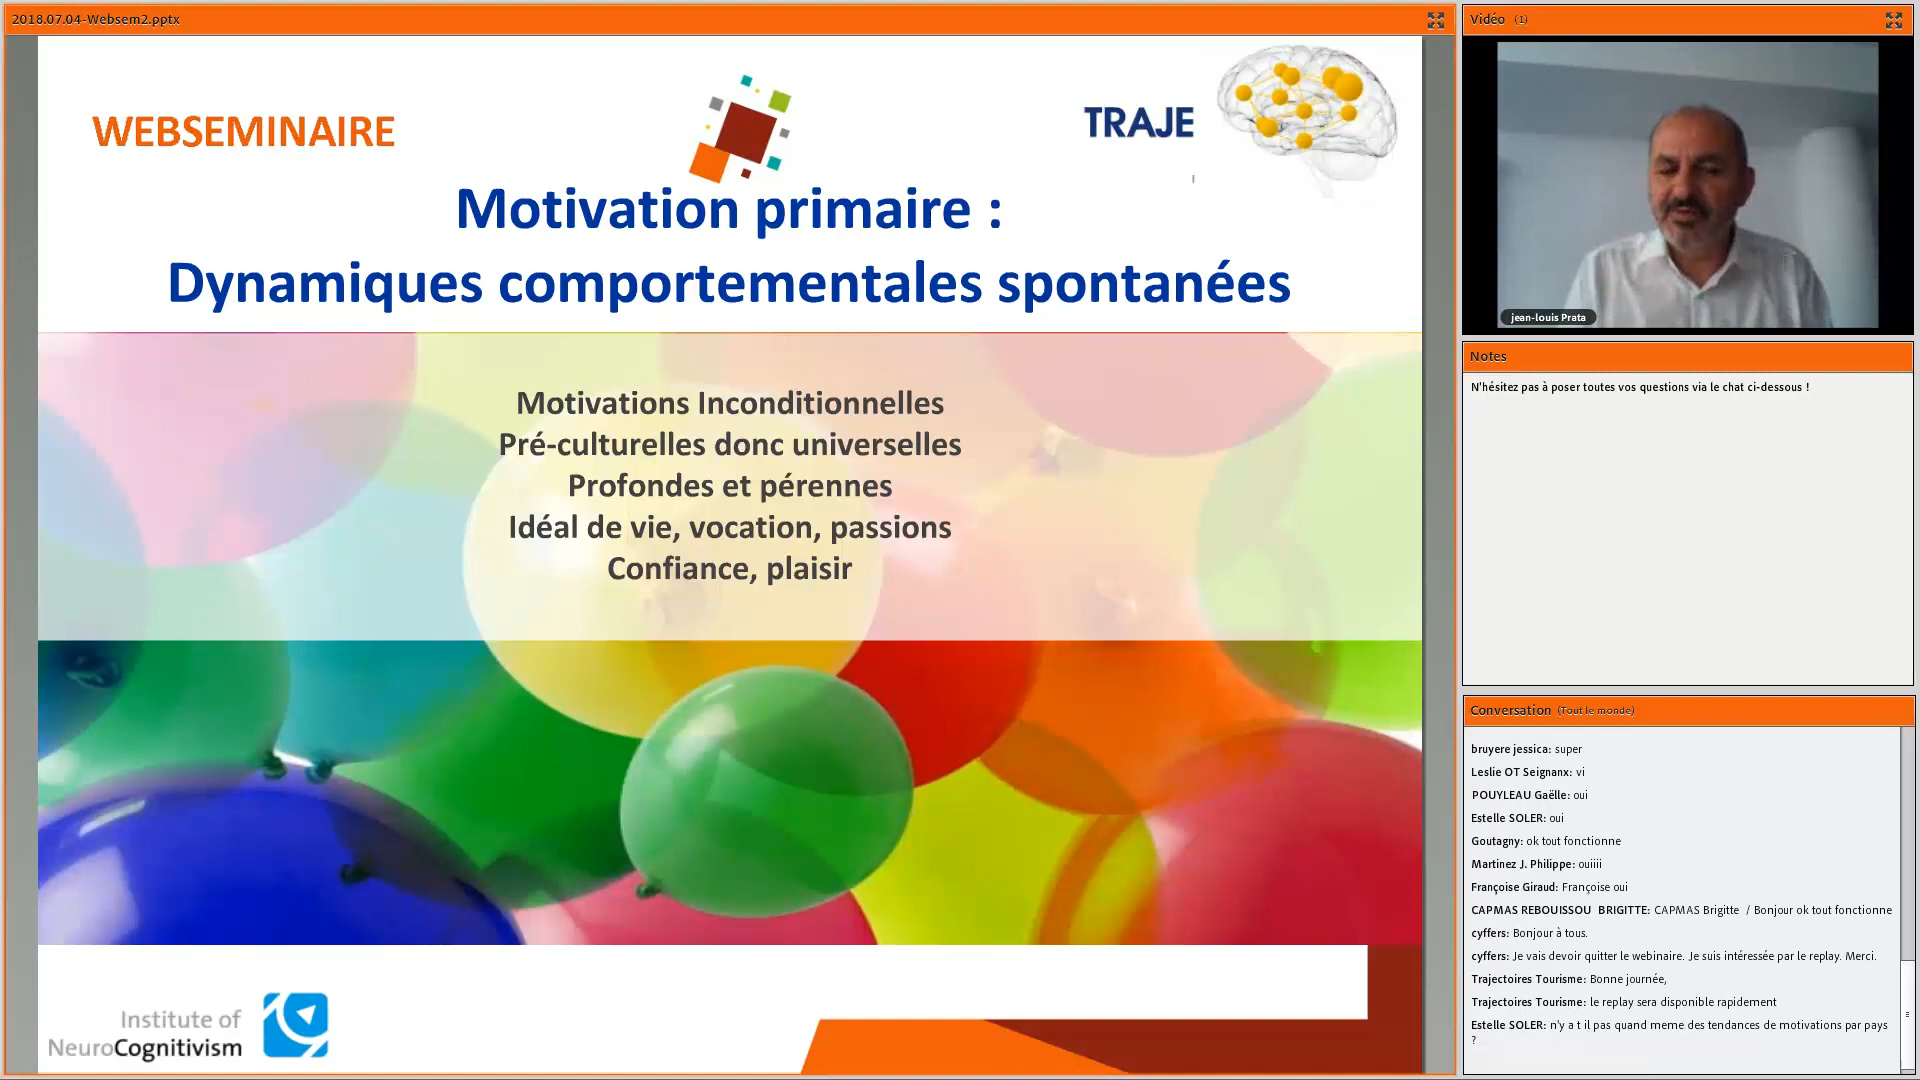 2018.07.04-Websem2.pptx
WEBSEMINAIRE
TRAJE
Motivation primaire :
Dynamiques comportementales spontanées
Motivations Inconditionnelles
Pré-culturelles donc universelles
Profondes et pérennes
Idéal de vie, vocation, passions
Confiance, plaisir
Institute of
NeuroCognitivism
Vidéo (1)
jean-louis Prata
Notes
N'hésitez pas à poser toutes vos questions via le chat ci-dessous !
Conversation (Tout le monde)
bruyere jessica: super
Leslie OT Seignanx: vi
POUYLEAU Gaëlle: oui
Estelle SOLER: oui
Goutagny: ok tout fonctionne
Martinez J. Philippe: ouiiii
Françoise Giraud: Françoise oui
CAPMAS REBOUISSOU BRIGITTE: CAPMAS Brigitte / Bonjour ok tout fonctionne
cyffers: Bonjour à tous.
cyffers: Je vais devoir quitter le webinaire. Je suis intéressée par le replay. Merci.
Trajectoires Tourisme: Bonne journée,
Trajectoires Tourisme: le replay sera disponible rapidement
Estelle SOLER: n'y a t il pas quand meme des tendances de motivations par pays
?